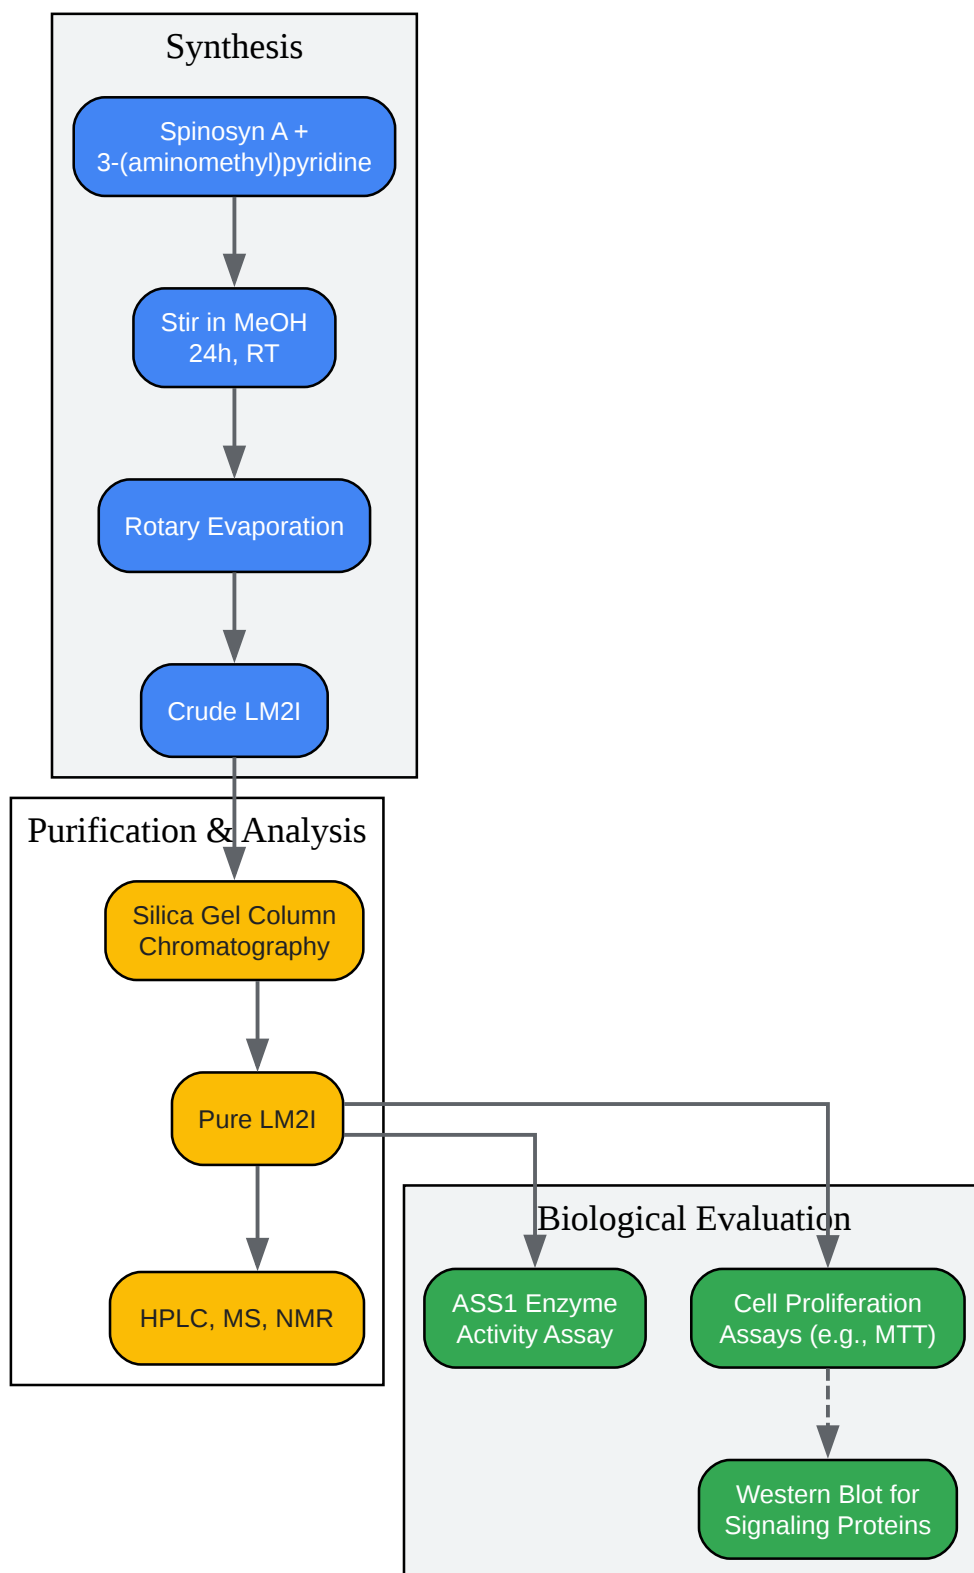 Synthesis
Spinosyn A +
3-(aminomethyl)pyridine
Stir in MeOH
24h, RT
Rotary Evaporation
Crude LM2I
Purification & Analysis
Silica Gel Column
Chromatography
Pure LM2I
HPLC, MS, NMR
Biological Evaluation
ASS1 Enzyme
Activity Assay
Cell Proliferation
Assays (e.g., MTT)
Western Blot for
Signaling Proteins